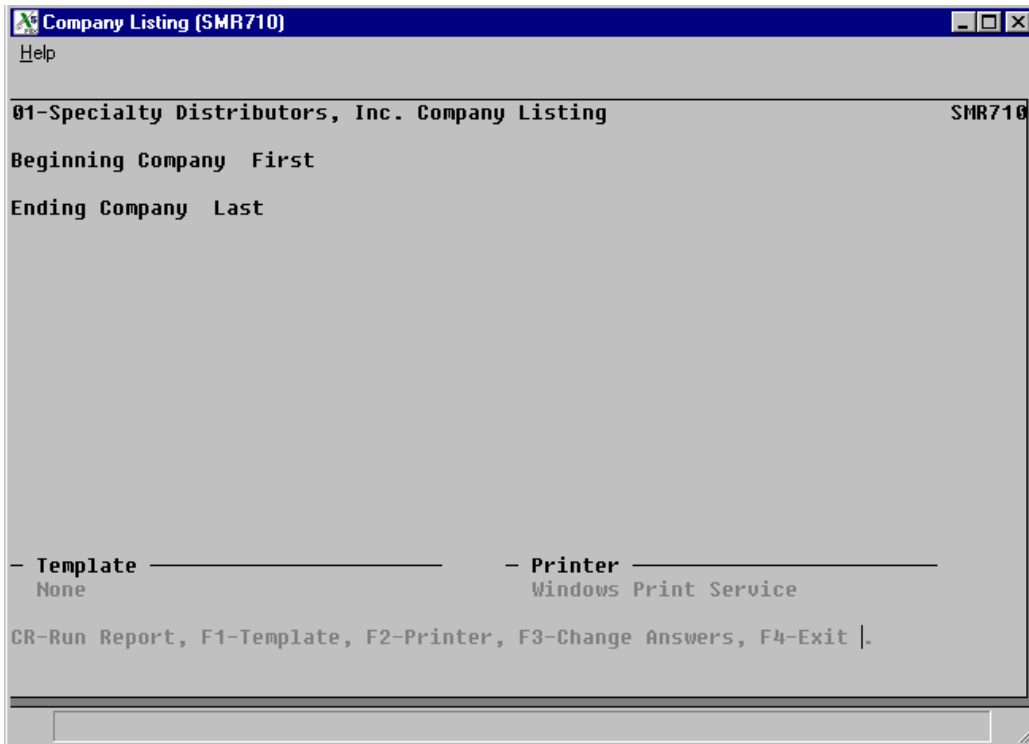 Company Listing (SMR710)
Help
01-Specialty Distributors, Inc. Company Listing SMR710
Beginning Company First
Ending Company Last
Template Printer
None Windows Print Service
CR-Run Report, F1-Template, F2-Printer, F3-Change Answers, F4-Exit .